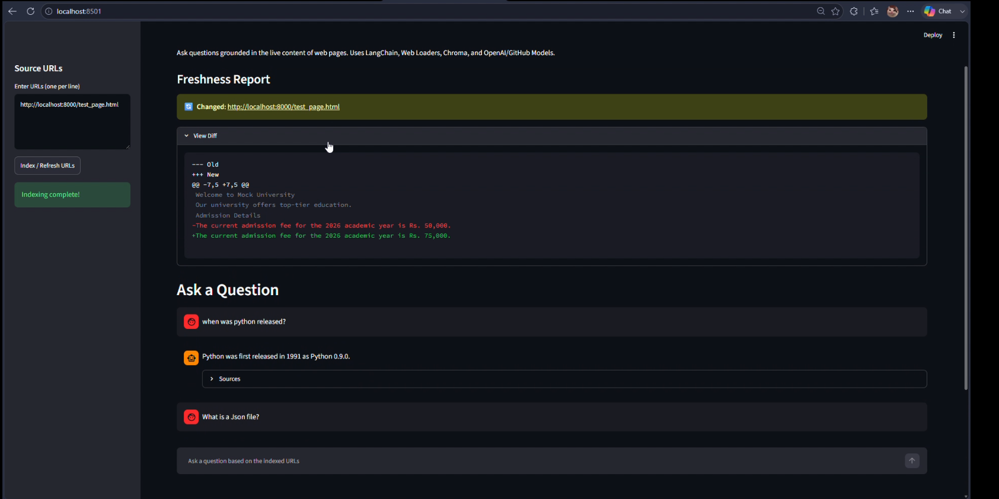 localhost:8501
Chat
Deploy
Source URLs
Enter URLs (one per line)
http://localhost:8000/test_page.html
Index / Refresh URLs
Indexing complete!
Ask questions grounded in the live content of web pages. Uses LangChain, Web Loaders, Chroma, and OpenAI/GitHub Models.
Freshness Report
Changed: http://localhost:8000/test_page.html
View Diff
--- Old
+++ New
@@ -7,5 +7,5 @@
Welcome to Mock University
Our university offers top-tier education.
Admission Details
-The current admission fee for the 2026 academic year is Rs. 50,000.
+The current admission fee for the 2026 academic year is Rs. 75,000.
Ask a Question
when was python released?
Python was first released in 1991 as Python 0.9.0.
Sources
What is a Json file?
Ask a question based on the indexed URLs